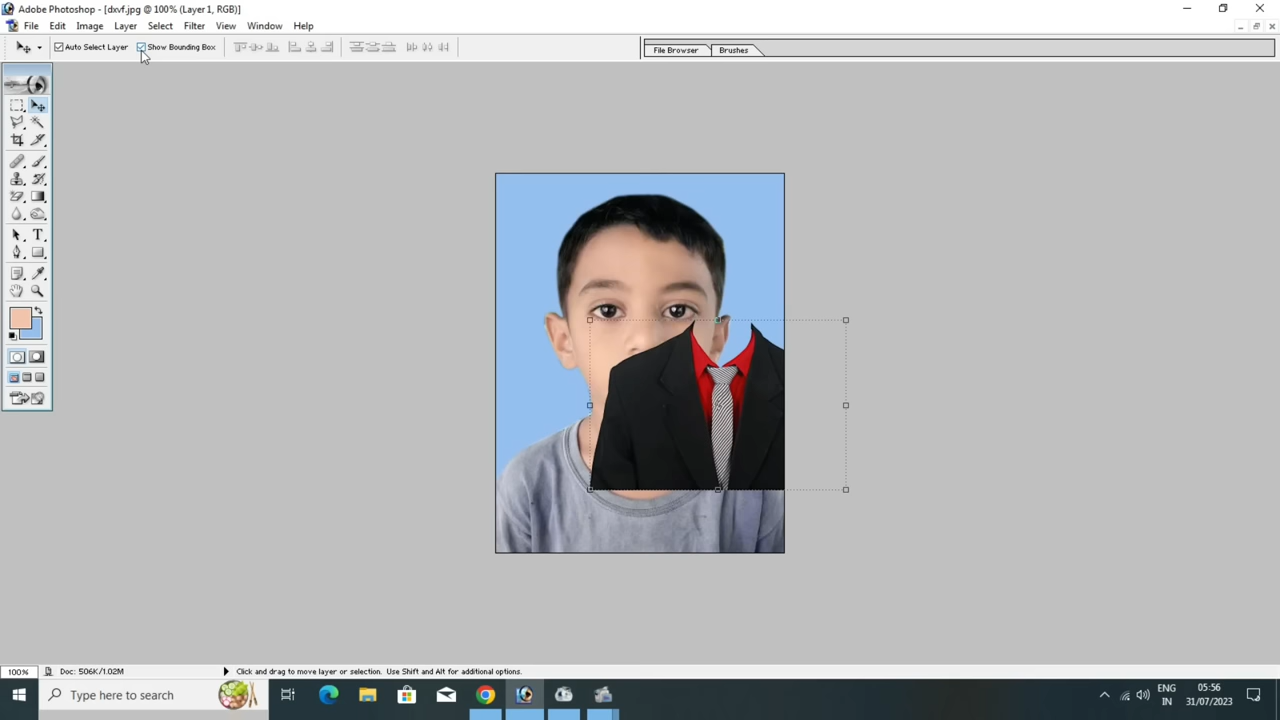 Adobe Photoshop - [dxvf.jpg @ 100% (Layer 1, RGB)]
File Edit Image Layer Select Filter View Window Help
Auto Select Layer Show Bounding Box File Browser Brushes
T
100% Doc: 506K/1.02M Click and drag to move layer or selection. Use Shift and Alt for additional options.
Type here to search
ENG
IN
05:56
31/07/2023